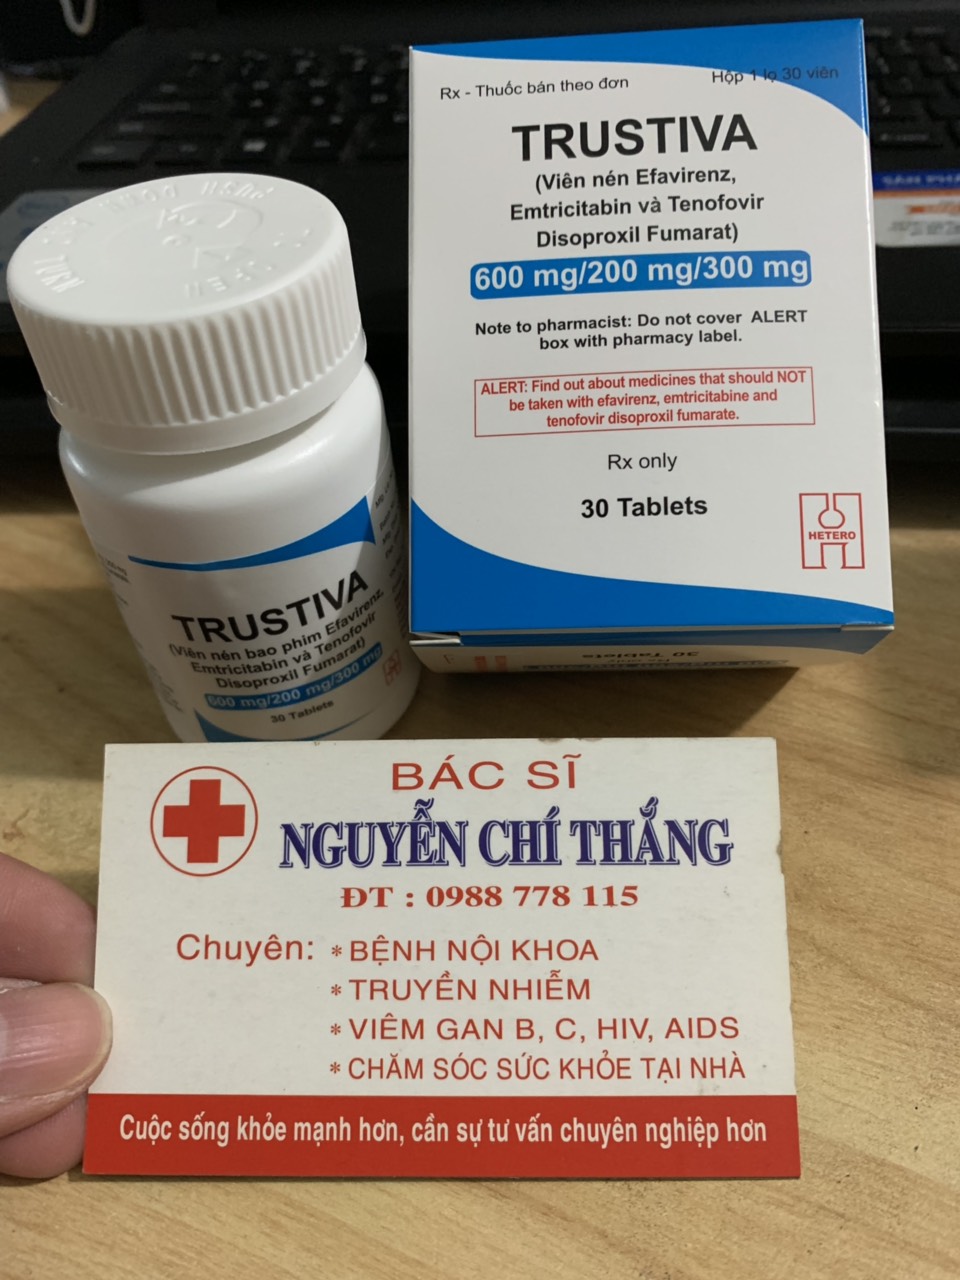 Rx - Thuốc bán theo đơn
Hộp 1 lọ 30 viên
TRUSTIVA
(Viên nén Efavirenz,
Emtricitabin và Tenofovir
Disoproxil Fumarat)
600 mg/200 mg/300 mg
Note to pharmacist: Do not cover ALERT
box with pharmacy label.
ALERT: Find out about medicines that should NOT
be taken with efavirenz, emtricitabine and
tenofovir disoproxil fumarate.
Rx only
30 Tablets
HETERO
30 Tablets
TRUSTIVA
(Viên nén bao phim Efavirenz,
Emtricitabin và Tenofovir
Disoproxil Fumarat)
600 mg/200 mg/300 mg
30 Tablets
BÁC SĨ
NGUYỄN CHÍ THẮNG
ĐT : 0988 778 115
Chuyên: * BỆNH NỘI KHOA
* TRUYỀN NHIỄM
* VIÊM GAN B, C, HIV, AIDS
* CHĂM SÓC SỨC KHỎE TẠI NHÀ
Cuộc sống khỏe mạnh hơn, cần sự tư vấn chuyên nghiệp hơn